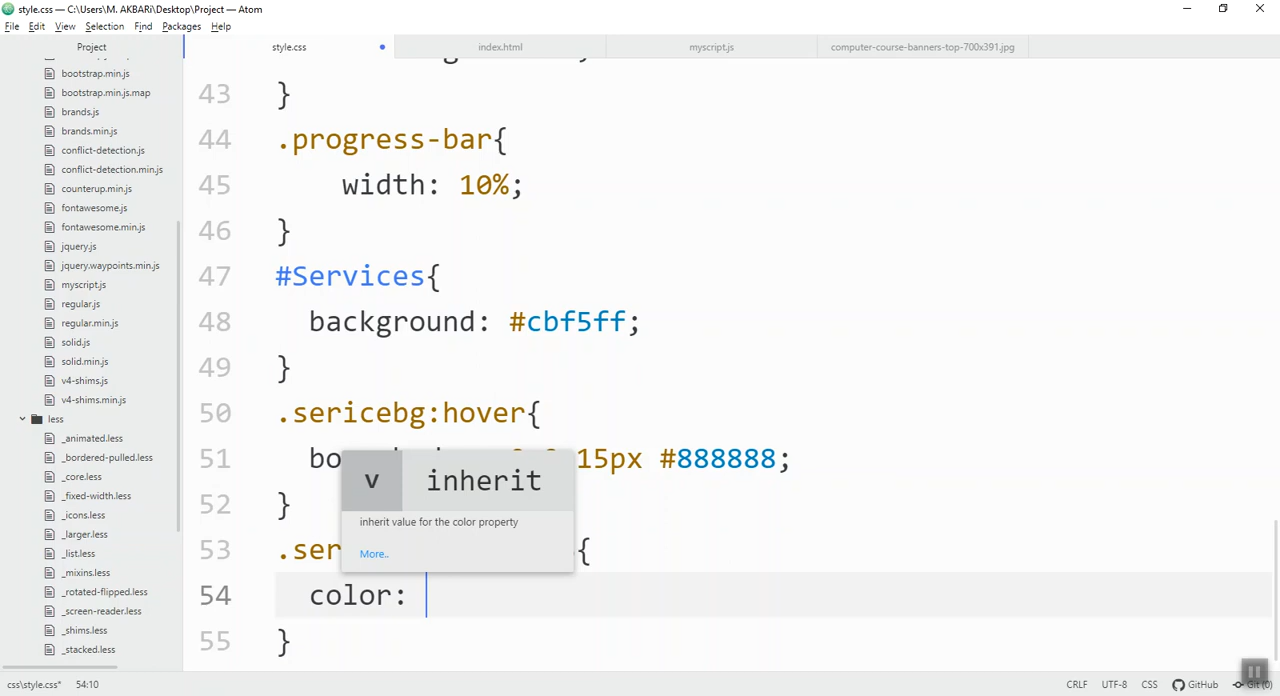 style.css — C:\Users\M. AKBARi\Desktop\Project — Atom
File Edit View Selection Find Packages Help
Project
style.css
index.html
myscript.js
computer-course-banners-top-700x391.jpg
bootstrap.min.js
bootstrap.min.js.map
brands.js
brands.min.js
conflict-detection.js
conflict-detection.min.js
counterup.min.js
fontawesome.js
fontawesome.min.js
jquery.js
jquery.waypoints.min.js
myscript.js
regular.js
regular.min.js
solid.js
solid.min.js
v4-shims.js
v4-shims.min.js
less
_animated.less
_bordered-pulled.less
_core.less
_fixed-width.less
_icons.less
_larger.less
_list.less
_mixins.less
_rotated-flipped.less
_screen-reader.less
_shims.less
_stacked.less
43 }
44 .progress-bar{
45 width: 10%;
46 }
47 #Services{
48 background: #cbf5ff;
49 }
50 .sericebg:hover{
51 bo 15px #888888;
52 }
53 .ser {
54 color:
55 }
v inherit
inherit value for the color property
More..
css\style.css* 54:10
CRLF UTF-8 CSS GitHub Git (0)